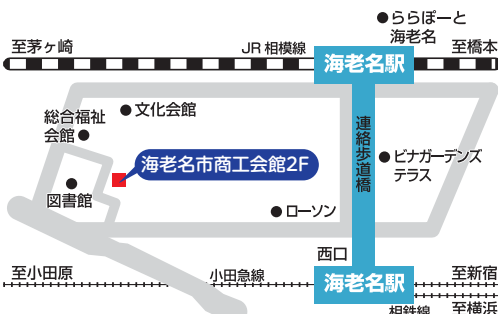 ららぽーと
海老名
至茅ヶ崎
JR相模線
海老名駅
至橋本
総合福祉
会館
文化会館
連絡歩道橋
海老名市商工会館2F
ビナガーデンズ
テラス
図書館
ローソン
西口
至小田原
小田急線
海老名駅
至新宿
相鉄線
至横浜